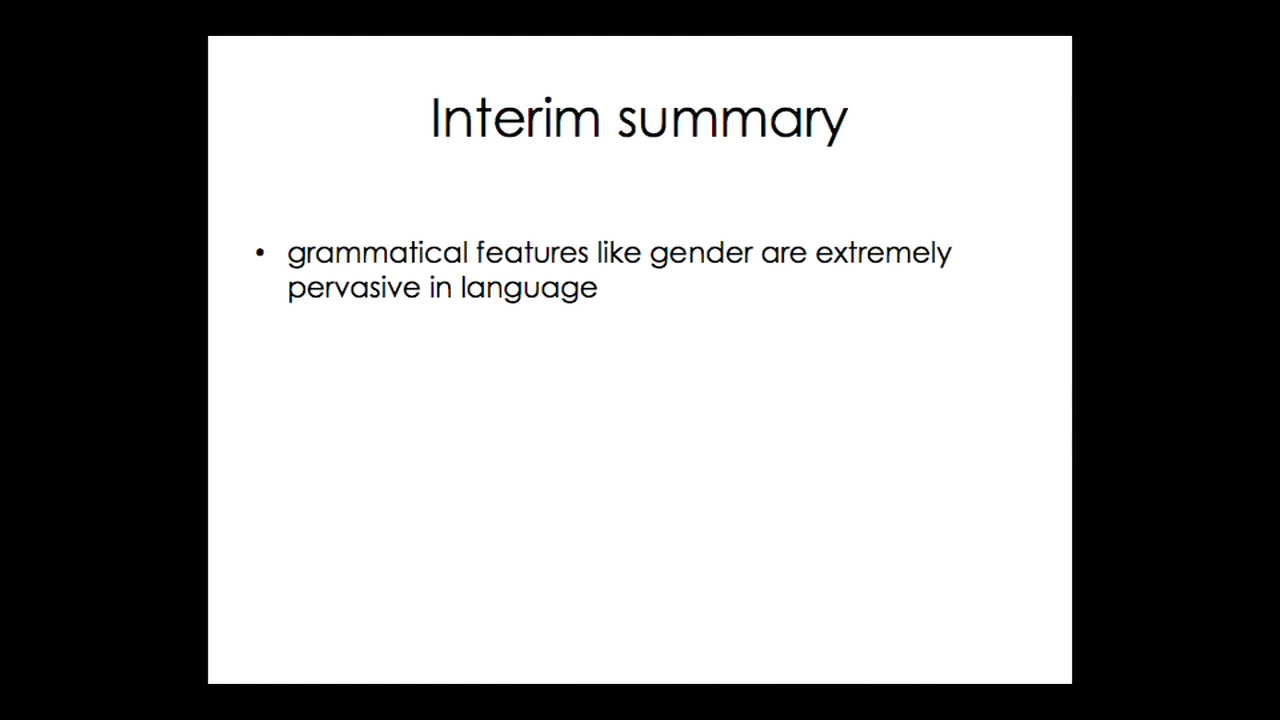 Interim summary
• grammatical features like gender are extremely
pervasive in language